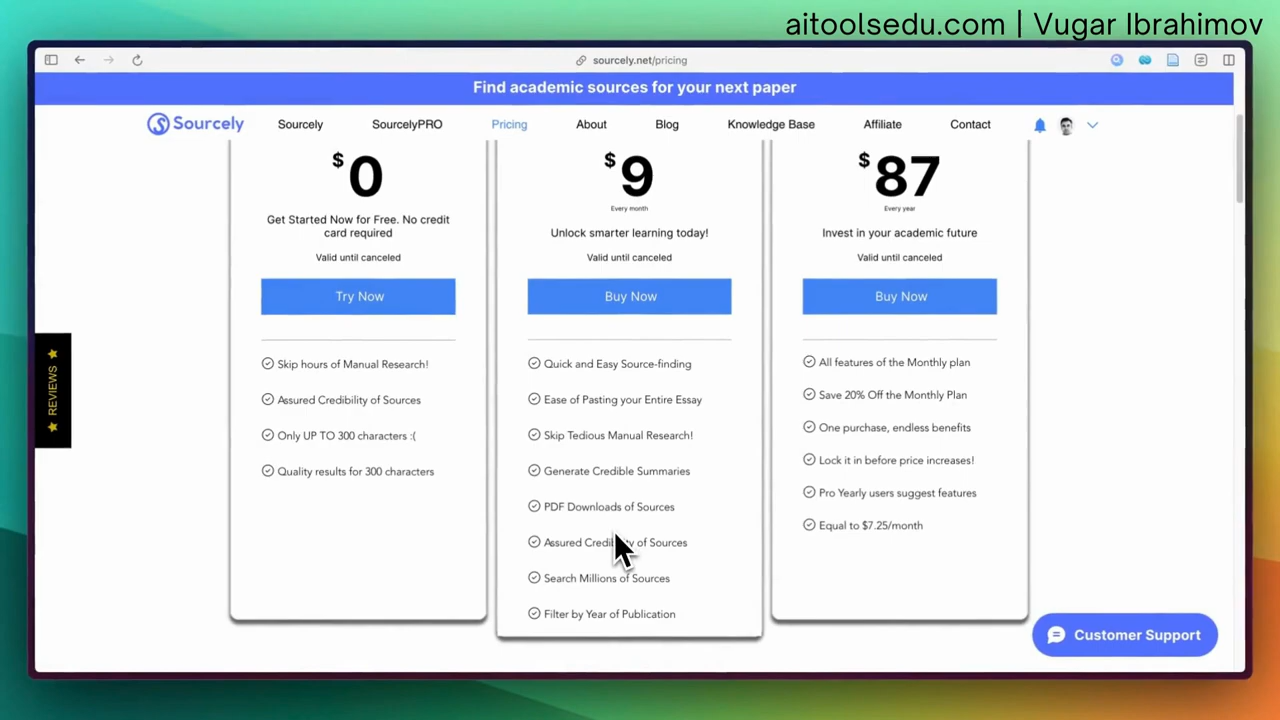 aitoolsedu.com | Vugar Ibrahimov
sourcely.net/pricing
Find academic sources for your next paper
Sourcely
Sourcely
SourcelyPRO
Pricing
About
Blog
Knowledge Base
Affiliate
Contact
$0
Get Started Now for Free. No credit
card required
Valid until canceled
Try Now
Skip hours of Manual Research!
Assured Credibility of Sources
Only UP TO 300 characters :(
Quality results for 300 characters
$9
Every month
Unlock smarter learning today!
Valid until canceled
Buy Now
Quick and Easy Source-finding
Ease of Pasting your Entire Essay
Skip Tedious Manual Research!
Generate Credible Summaries
PDF Downloads of Sources
Assured Credibility of Sources
Search Millions of Sources
Filter by Year of Publication
$87
Every year
Invest in your academic future
Valid until canceled
Buy Now
All features of the Monthly plan
Save 20% Off the Monthly Plan
One purchase, endless benefits
Lock it in before price increases!
Pro Yearly users suggest features
Equal to $7.25/month
REVIEWS
Customer Support